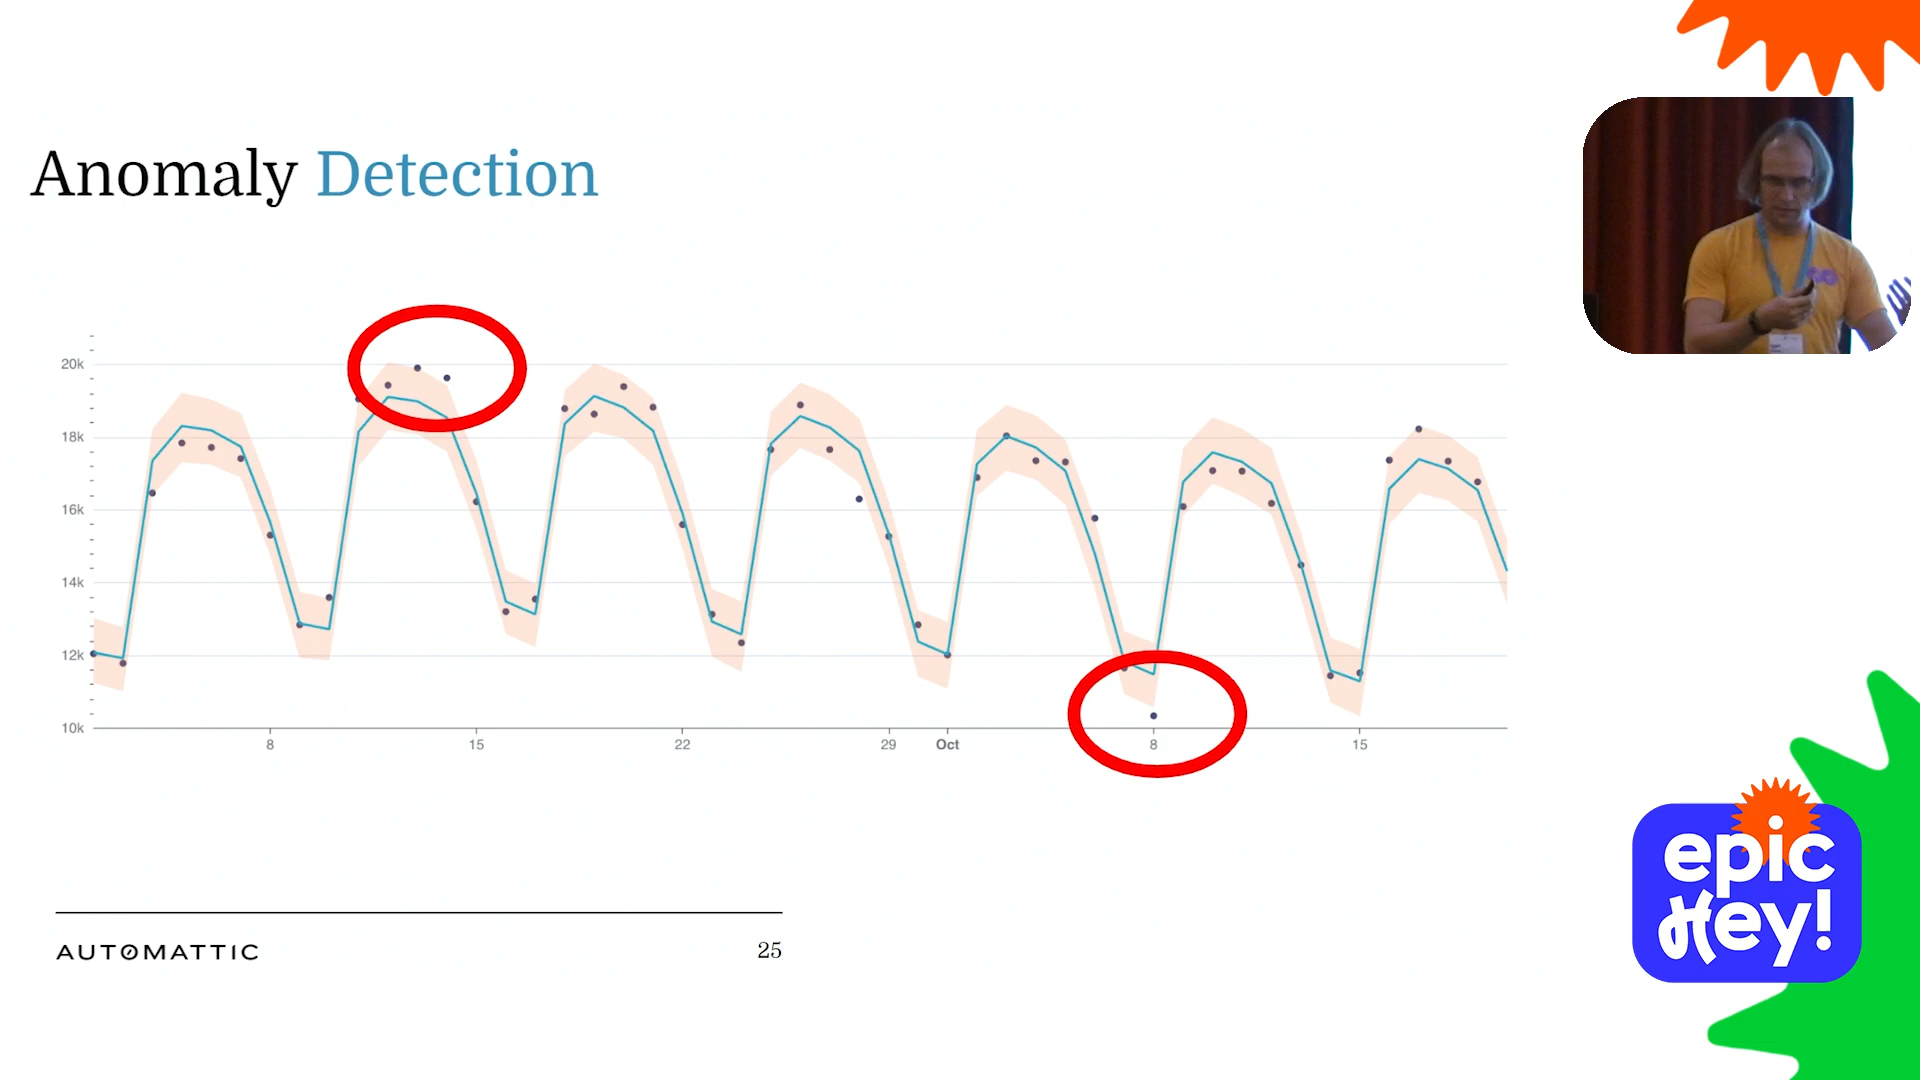 Anomaly Detection
20k
18k
16k
14k
12k
10k
8
15
22
29
Oct
8
15
AUTOMATTIC
25
epic
Hey!